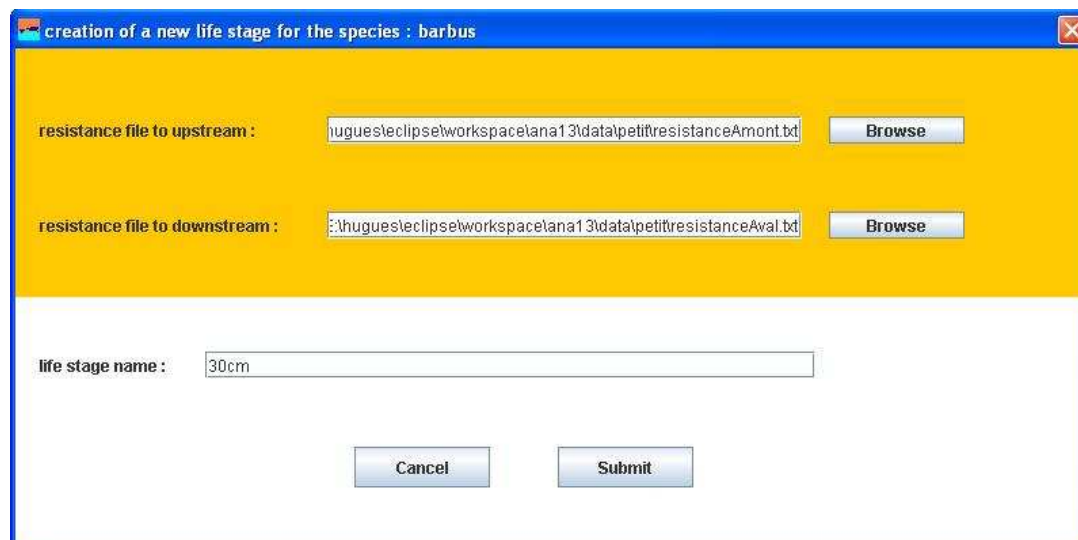 creation of a new life stage for the species : barbus
resistance file to upstream : hugues\eclipse\workspace\ana13\data\petit\resistanceAmont.txt Browse
resistance file to downstream : E:\hugues\eclipse\workspace\ana13\data\petit\resistanceAval.txt Browse
life stage name : 30cm
Cancel Submit